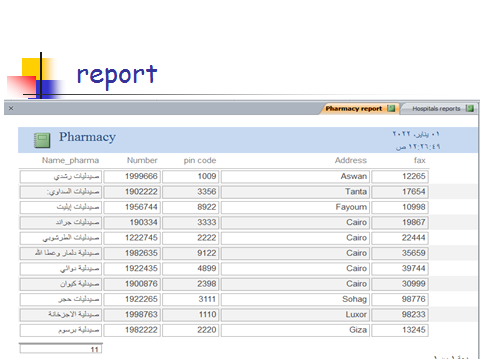 report
Pharmacy report Hospitals reports
Pharmacy ٠١ يناير، ٢٠٢٢
١٢:٢٦:٤٩ ص
Name_pharma Number pin code Address fax
صيدليات رشدي 1999666 1009 Aswan 12265
صيدليات السداوي: 1902222 3356 Tanta 17654
صيدليات إيليت 1956744 8922 Fayoum 10998
صيدليات جراند 190334 3333 Cairo 19867
صيدليات الطرشوبي 1222745 2222 Cairo 22444
صيدلية دلمار وعطا الله 1982635 9122 Cairo 35659
صيدلية دوائي 1922435 4899 Cairo 39744
صيدلية كيوان 1900876 2398 Cairo 30999
صيدليات حجر 1922265 3111 Sohag 98776
صيدلية الاجزخانة 1998763 1110 Luxor 98233
صيدلية برسوم 1982222 2220 Giza 13245
11